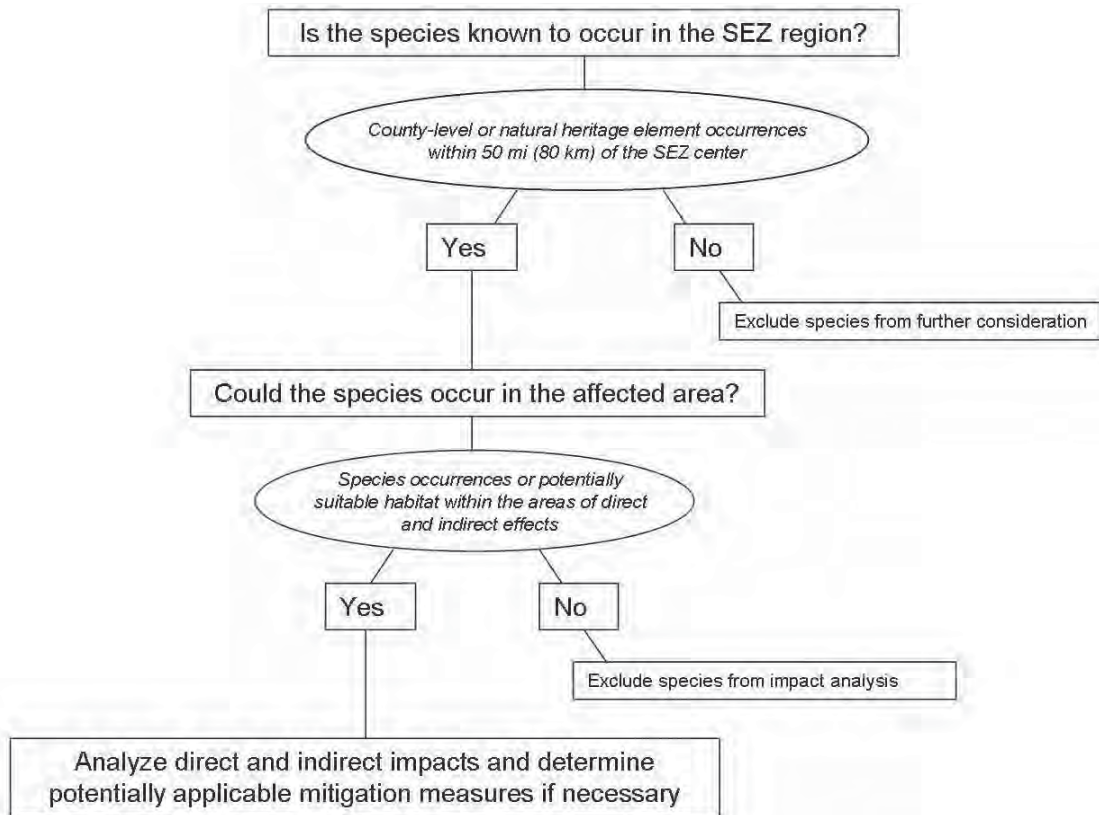 Is the species known to occur in the SEZ region?
County-level or natural heritage element occurrences
within 50 mi (80 km) of the SEZ center
Yes
No
Exclude species from further consideration
Could the species occur in the affected area?
Species occurrences or potentially
suitable habitat within the areas of direct
and indirect effects
Yes
No
Exclude species from impact analysis
Analyze direct and indirect impacts and determine
potentially applicable mitigation measures if necessary